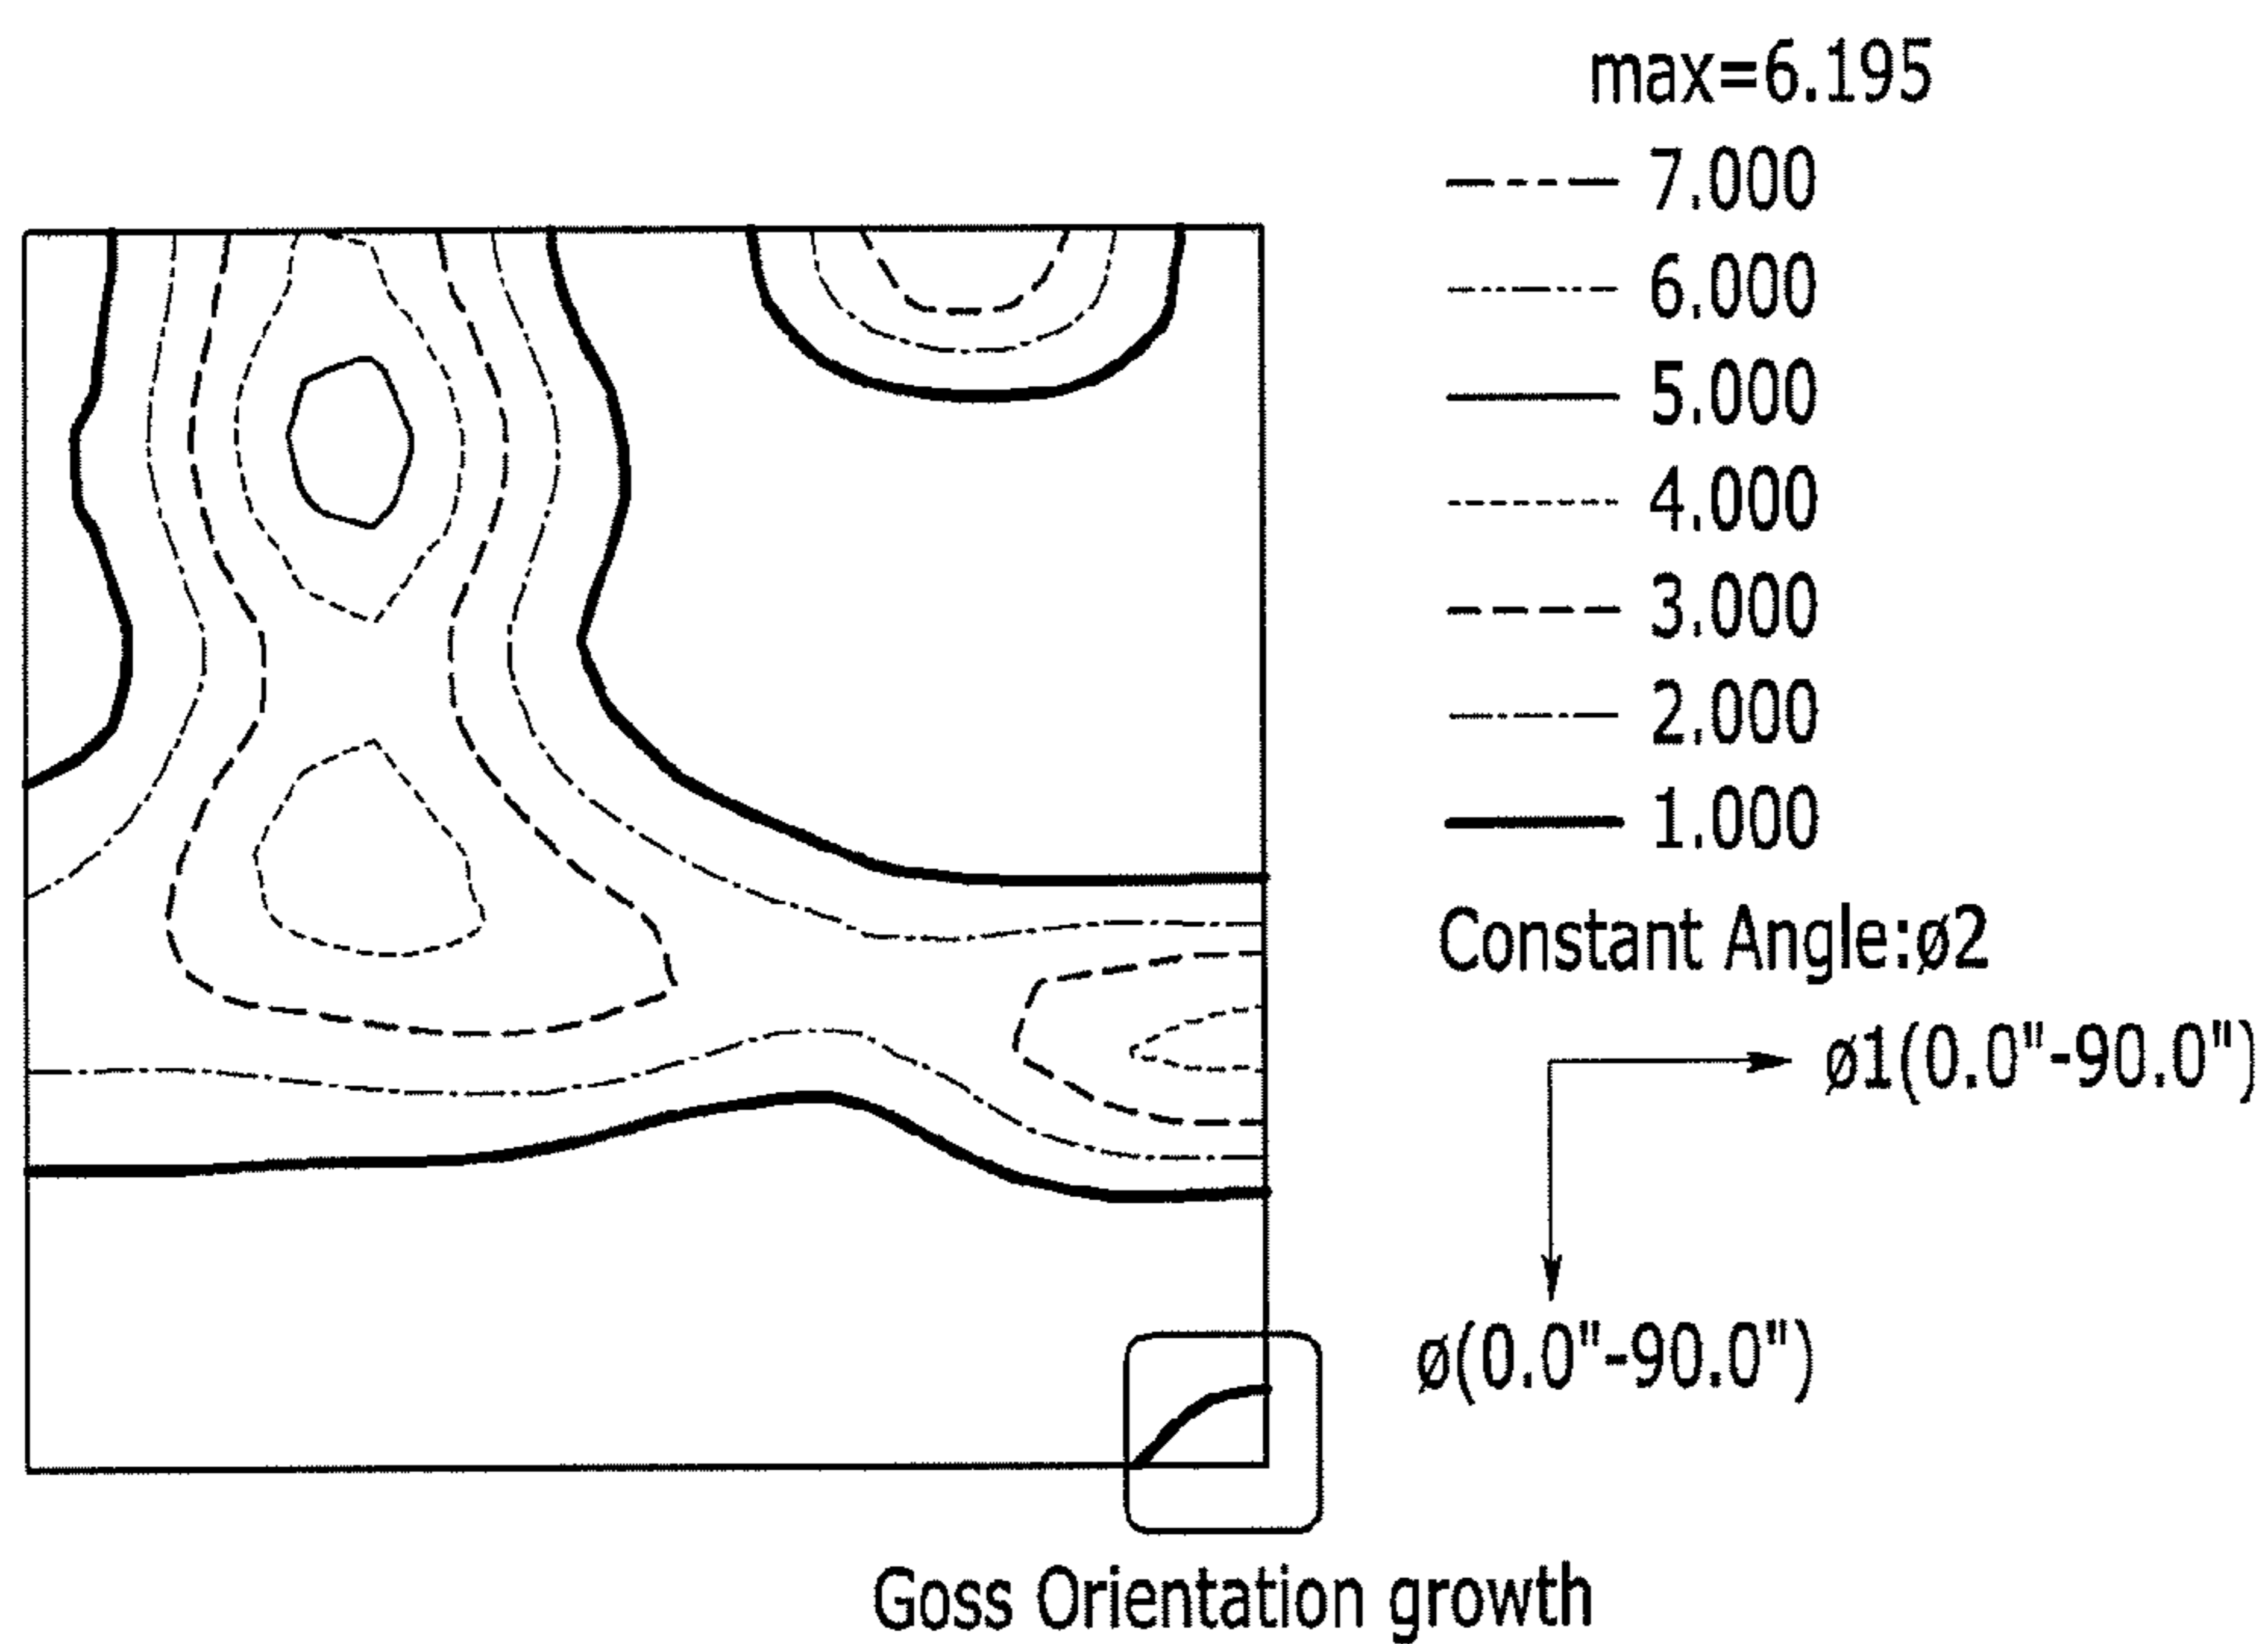 max=6.195
7.000
6.000
5.000
4.000
3.000
2.000
1.000
Constant Angle:ø2
ø1(0.0"-90.0")
ø(0.0"-90.0")
Goss Orientation growth